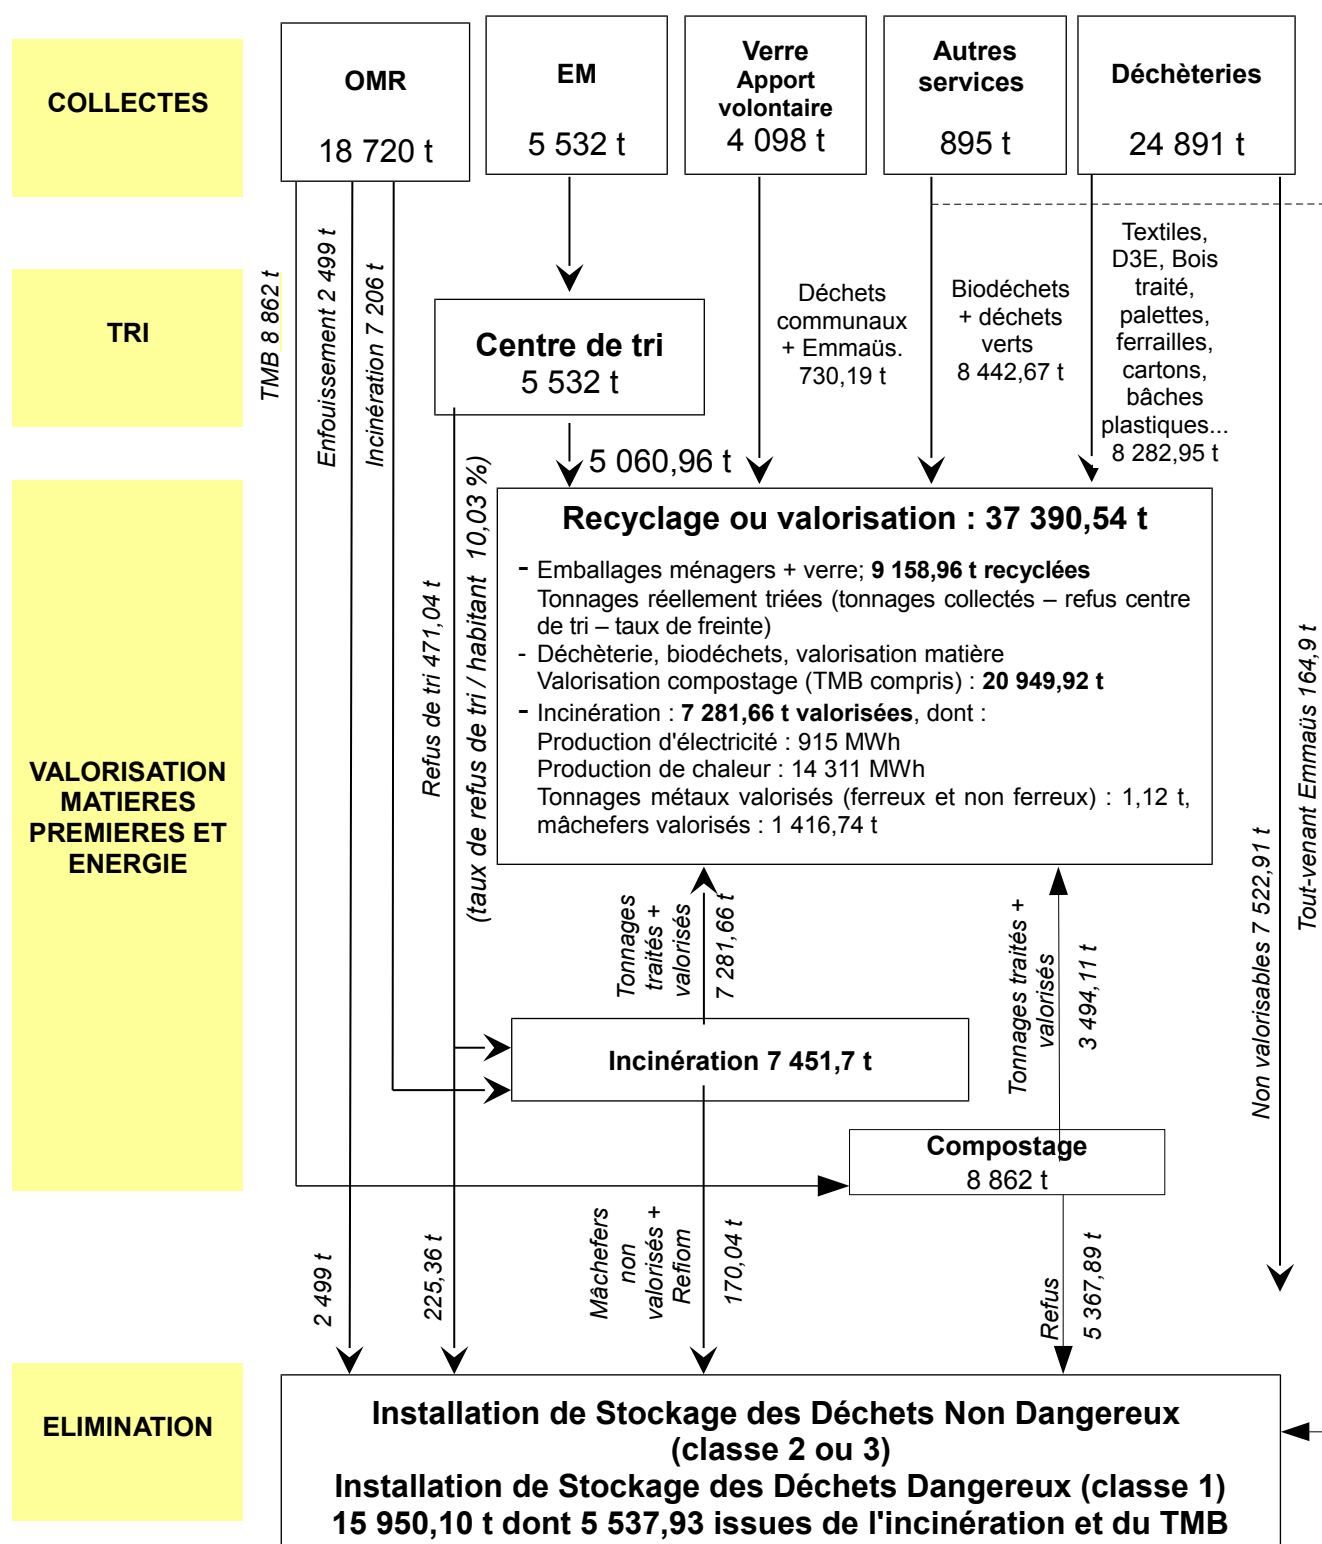 COLLECTES
OMR
18 720 t
EM
5 532 t
Verre
Apport
volontaire
4 098 t
Autres
services
895 t
Déchèteries
24 891 t
TRI
TMB 8 862 t
Enfouissement 2 499 t
Incinération 7 206 t
Centre de tri
5 532 t
Déchets
communaux
+ Emmaüs.
730,19 t
Biodéchets
+ déchets
verts
8 442,67 t
Textiles,
D3E, Bois
traité,
palettes,
ferrailles,
cartons,
bâches
plastiques...
8 282,95 t
5 060,96 t
Refus de tri 471,04 t
(taux de refus de tri / habitant 10,03 %)
VALORISATION
MATIERES
PREMIERES ET
ENERGIE
Recyclage ou valorisation : 37 390,54 t
- Emballages ménagers + verre; 9 158,96 t recyclées
Tonnages réellement triées (tonnages collectés – refus centre
de tri – taux de freinte)
- Déchèterie, biodéchets, valorisation matière
Valorisation compostage (TMB compris) : 20 949,92 t
- Incinération : 7 281,66 t valorisées, dont :
Production d'électricité : 915 MWh
Production de chaleur : 14 311 MWh
Tonnages métaux valorisés (ferreux et non ferreux) : 1,12 t,
mâchefers valorisés : 1 416,74 t
Non valorisables 7 522,91 t
Tout-venant Emmaüs 164,9 t
Tonnages
traités +
valorisés
7 281,66 t
Tonnages traités +
valorisés
3 494,11 t
Incinération 7 451,7 t
Compostage
8 862 t
2 499 t
225,36 t
Mâchefers
non
valorisés +
Refiom
170,04 t
Refus
5 367,89 t
ELIMINATION
Installation de Stockage des Déchets Non Dangereux
(classe 2 ou 3)
Installation de Stockage des Déchets Dangereux (classe 1)
15 950,10 t dont 5 537,93 issues de l'incinération et du TMB